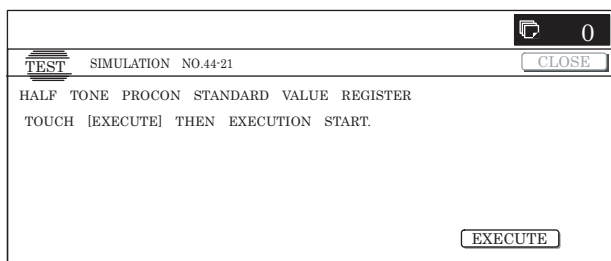 0
TEST SIMULATION NO.44-21 CLOSE
HALF TONE PROCON STANDARD VALUE REGISTER
TOUCH [EXECUTE] THEN EXECUTION START.
EXECUTE